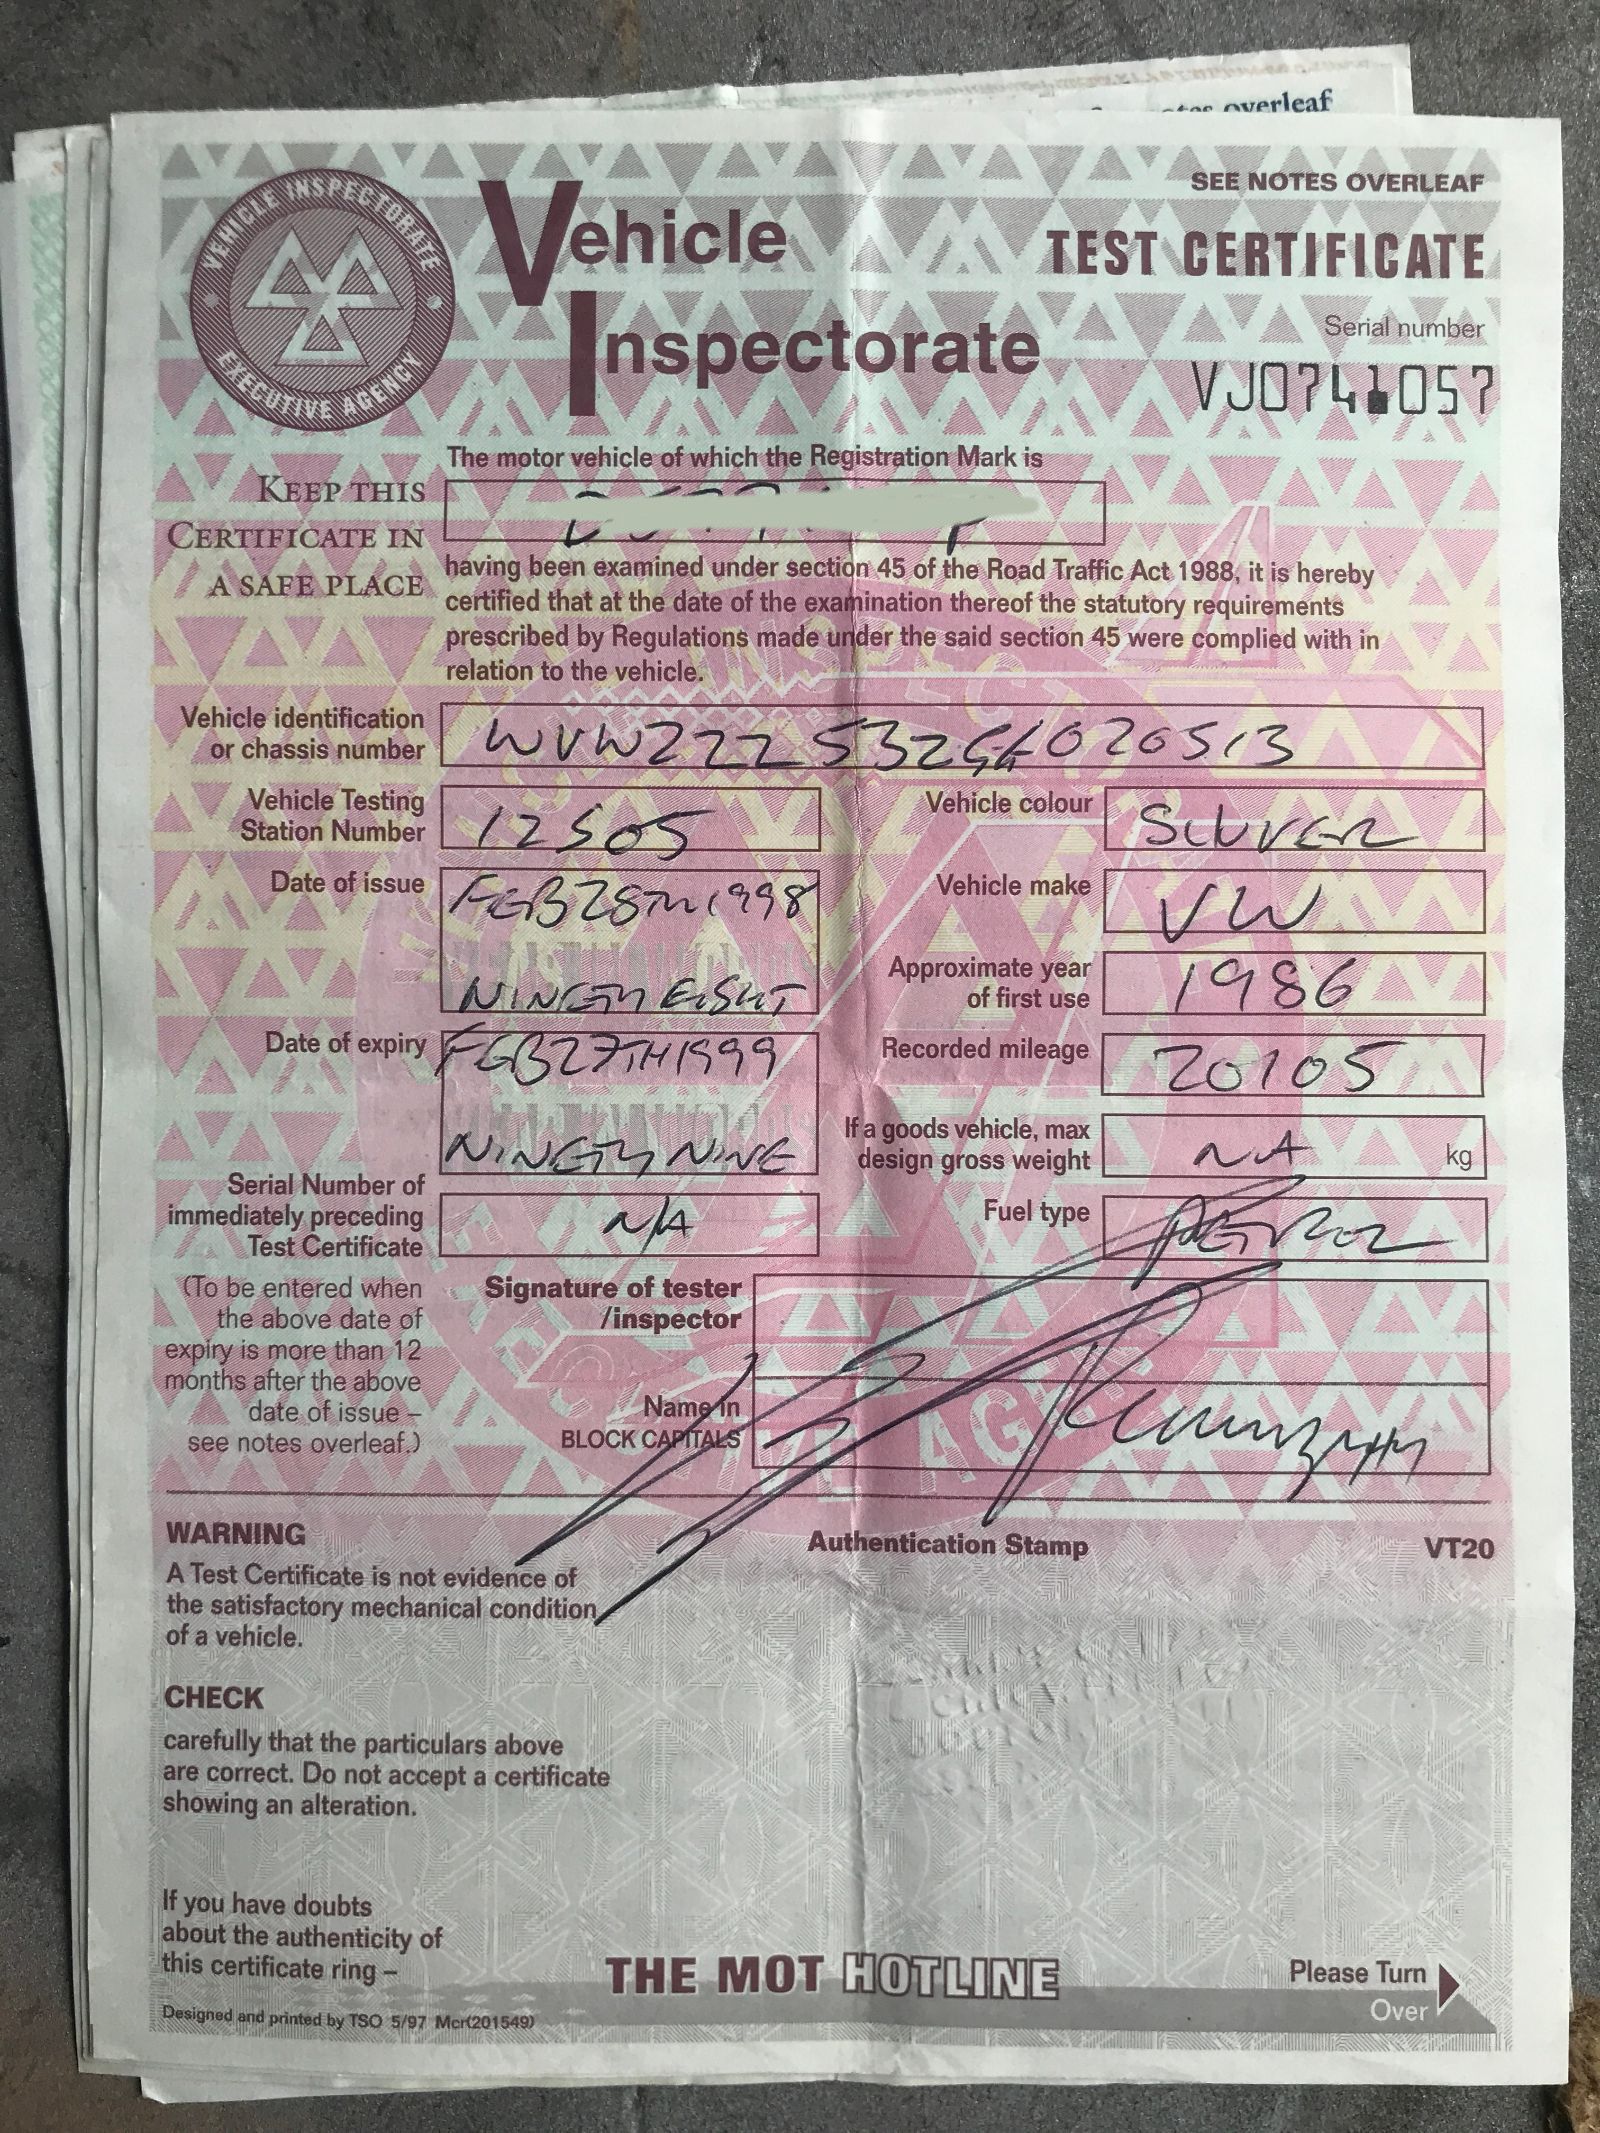 notes overleaf
VEHICLE INSPECTORATE
EXECUTIVE AGENCY
Vehicle
Inspectorate
SEE NOTES OVERLEAF
TEST CERTIFICATE
Serial number
VJ0741057
KEEP THIS
CERTIFICATE IN
A SAFE PLACE
The motor vehicle of which the Registration Mark is
having been examined under section 45 of the Road Traffic Act 1988, it is hereby
certified that at the date of the examination thereof the statutory requirements
prescribed by Regulations made under the said section 45 were complied with in
relation to the vehicle.
Vehicle identification
or chassis number
Vehicle Testing
Station Number
12505
Vehicle colour
SILVER
Date of issue
FEB 28TH 1998
NINETY EIGHT
Vehicle make
VW
Approximate year
of first use
1986
Date of expiry
FEB 27TH 1999
NINETY NINE
Recorded mileage
20105
If a goods vehicle, max
design gross weight
NA
kg
Serial Number of
immediately preceding
Test Certificate
N/A
Fuel type
PETROL
(To be entered when
the above date of
expiry is more than 12
months after the above
date of issue –
see notes overleaf.)
Signature of tester
/inspector
Name in
BLOCK CAPITALS
WARNING
A Test Certificate is not evidence of
the satisfactory mechanical condition
of a vehicle.
Authentication Stamp
VT20
CHECK
carefully that the particulars above
are correct. Do not accept a certificate
showing an alteration.
If you have doubts
about the authenticity of
this certificate ring –
THE MOT HOTLINE
Please Turn
Over
Designed and printed by TSO 5/97 Mcr(201549)